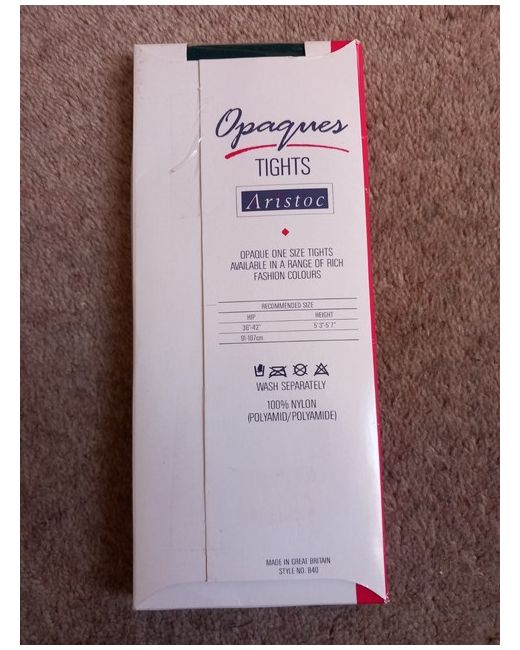 Opaques
TIGHTS
Aristoc
OPAQUE ONE SIZE TIGHTS
AVAILABLE IN A RANGE OF RICH
FASHION COLOURS
RECOMMENDED SIZE
HIP HEIGHT
36"-42" 5'3"-5'7"
91-107cm
WASH SEPARATELY
100% NYLON
(POLYAMID/POLYAMIDE)
MADE IN GREAT BRITAIN
STYLE NO. 840